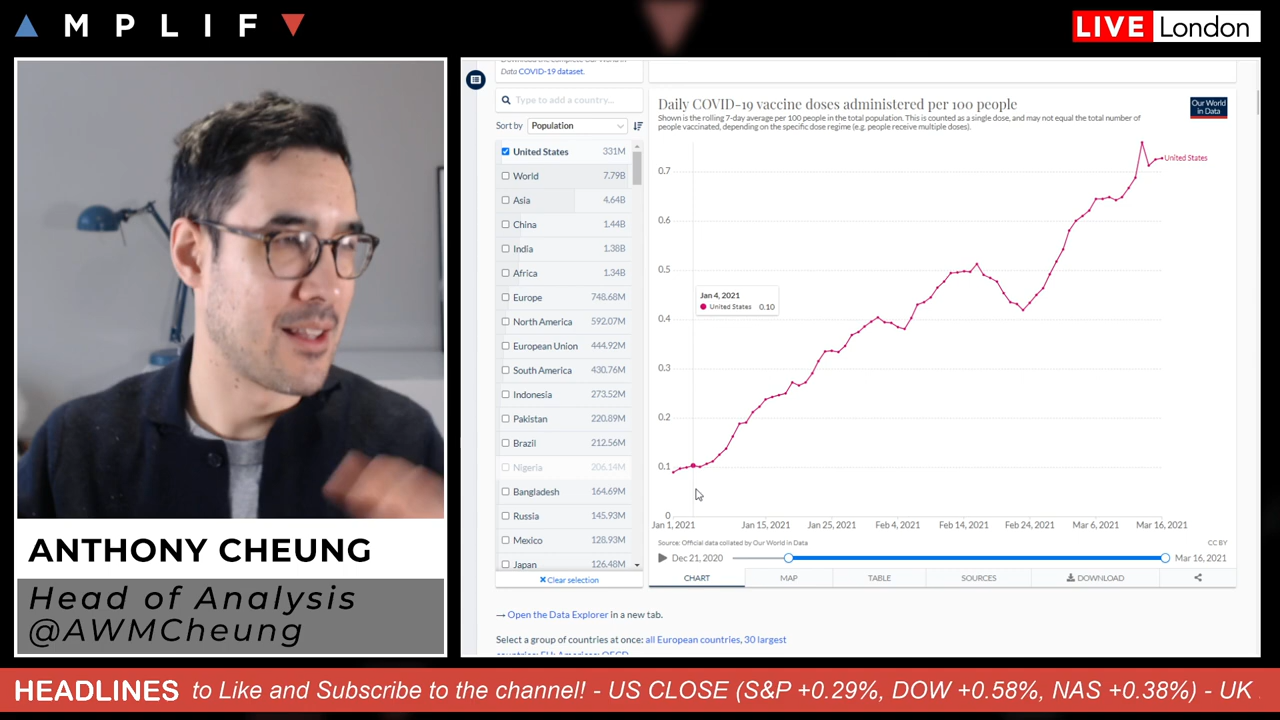 AMPLIFY
LIVE London
Data COVID-19 dataset.
Type to add a country...
Sort by Population
United States 331M
World 7.79B
Asia 4.64B
China 1.44B
India 1.38B
Africa 1.34B
Europe 748.68M
North America 592.07M
European Union 444.92M
South America 430.76M
Indonesia 273.52M
Pakistan 220.89M
Brazil 212.56M
Nigeria 206.14M
Bangladesh 164.69M
Russia 145.93M
Mexico 128.93M
Japan 126.48M
Clear selection
Daily COVID-19 vaccine doses administered per 100 people
Shown is the rolling 7-day average per 100 people in the total population. This is counted as a single dose, and may not equal the total number of
people vaccinated, depending on the specific dose regime (e.g. people receive multiple doses).
Our World
in Data
United States
0.7
0.6
0.5
0.4
0.3
0.2
0.1
0
Jan 4, 2021
United States 0.10
Jan 1, 2021 Jan 15, 2021 Jan 25, 2021 Feb 4, 2021 Feb 14, 2021 Feb 24, 2021 Mar 6, 2021 Mar 16, 2021
Source: Official data collated by Our World in Data CC BY
Dec 21, 2020 Mar 16, 2021
CHART MAP TABLE SOURCES DOWNLOAD
→ Open the Data Explorer in a new tab.
Select a group of countries at once: all European countries, 30 largest
ANTHONY CHEUNG
Head of Analysis
@AWMCheung
HEADLINES to Like and Subscribe to the channel! - US CLOSE (S&P +0.29%, DOW +0.58%, NAS +0.38%) - UK